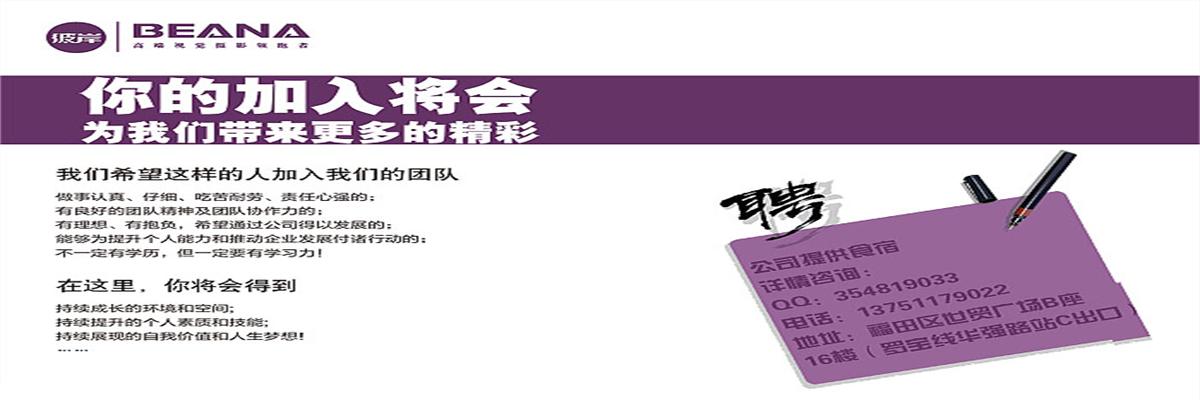 彼岸
BEANA
高端视觉摄影领跑者
你的加入将会
为我们带来更多的精彩
我们希望这样的人加入我们的团队
做事认真、仔细、吃苦耐劳、责任心强的；
有良好的团队精神及团队协作力的；
有理想、有抱负，希望通过公司得以发展的；
能够为提升个人能力和推动企业发展付诸行动的；
不一定有学历，但一定要有学习力！
在这里，你将会得到
持续成长的环境和空间；
持续提升的个人素质和技能；
持续展现的自我价值和人生梦想!
……
聘
公司提供食宿
详情咨询：
QQ：354819033
电话：13751179022
地址：福田区世贸广场B座
16楼（罗宝线华强路站C出口）